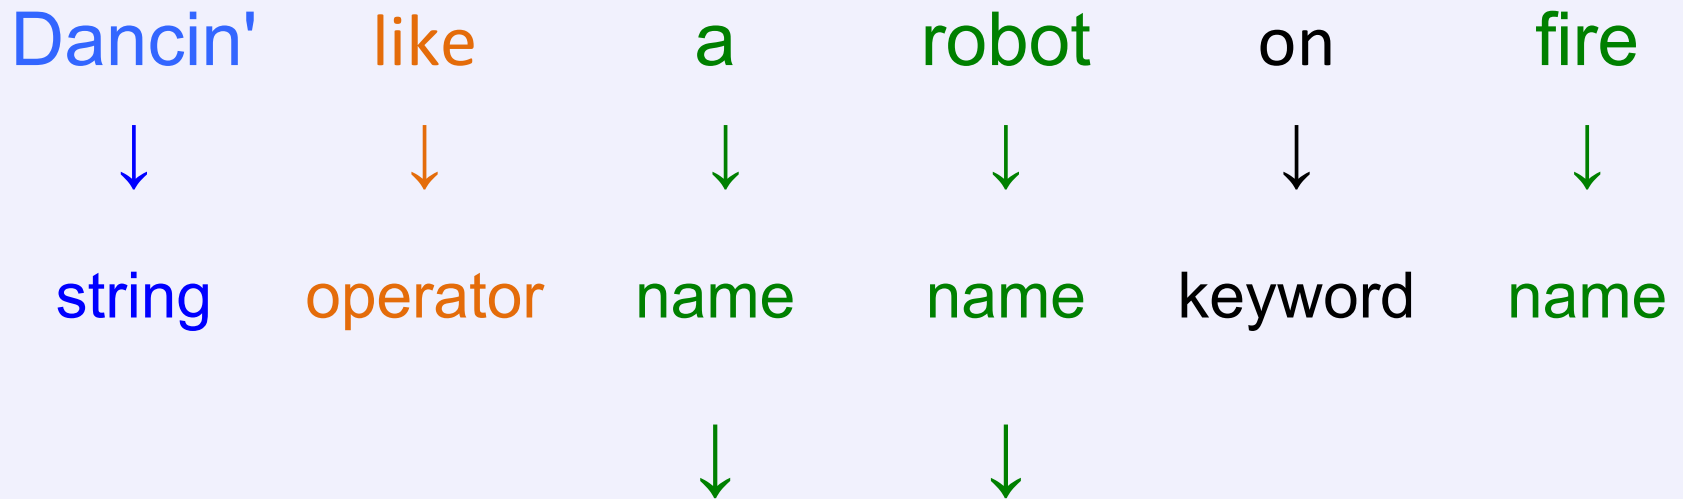 Dancin' like a robot on fire
↓ ↓ ↓ ↓ ↓ ↓
string operator name name keyword name
↓ ↓